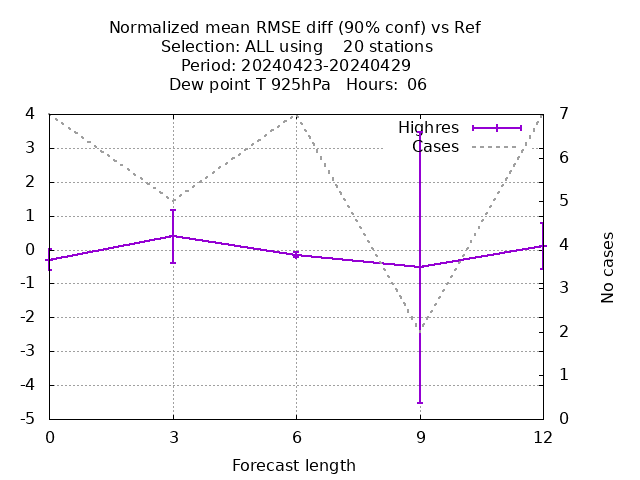 Normalized mean RMSE diff (90% conf) vs Ref
Selection: ALL using    20 stations
Period: 20240423-20240429
Dew point T 925hPa   Hours:  06
Highres
Cases
4
3
2
1
0
-1
-2
-3
-4
-5
7
6
5
4
3
2
1
0
No cases
0 3 6 9 12
Forecast length